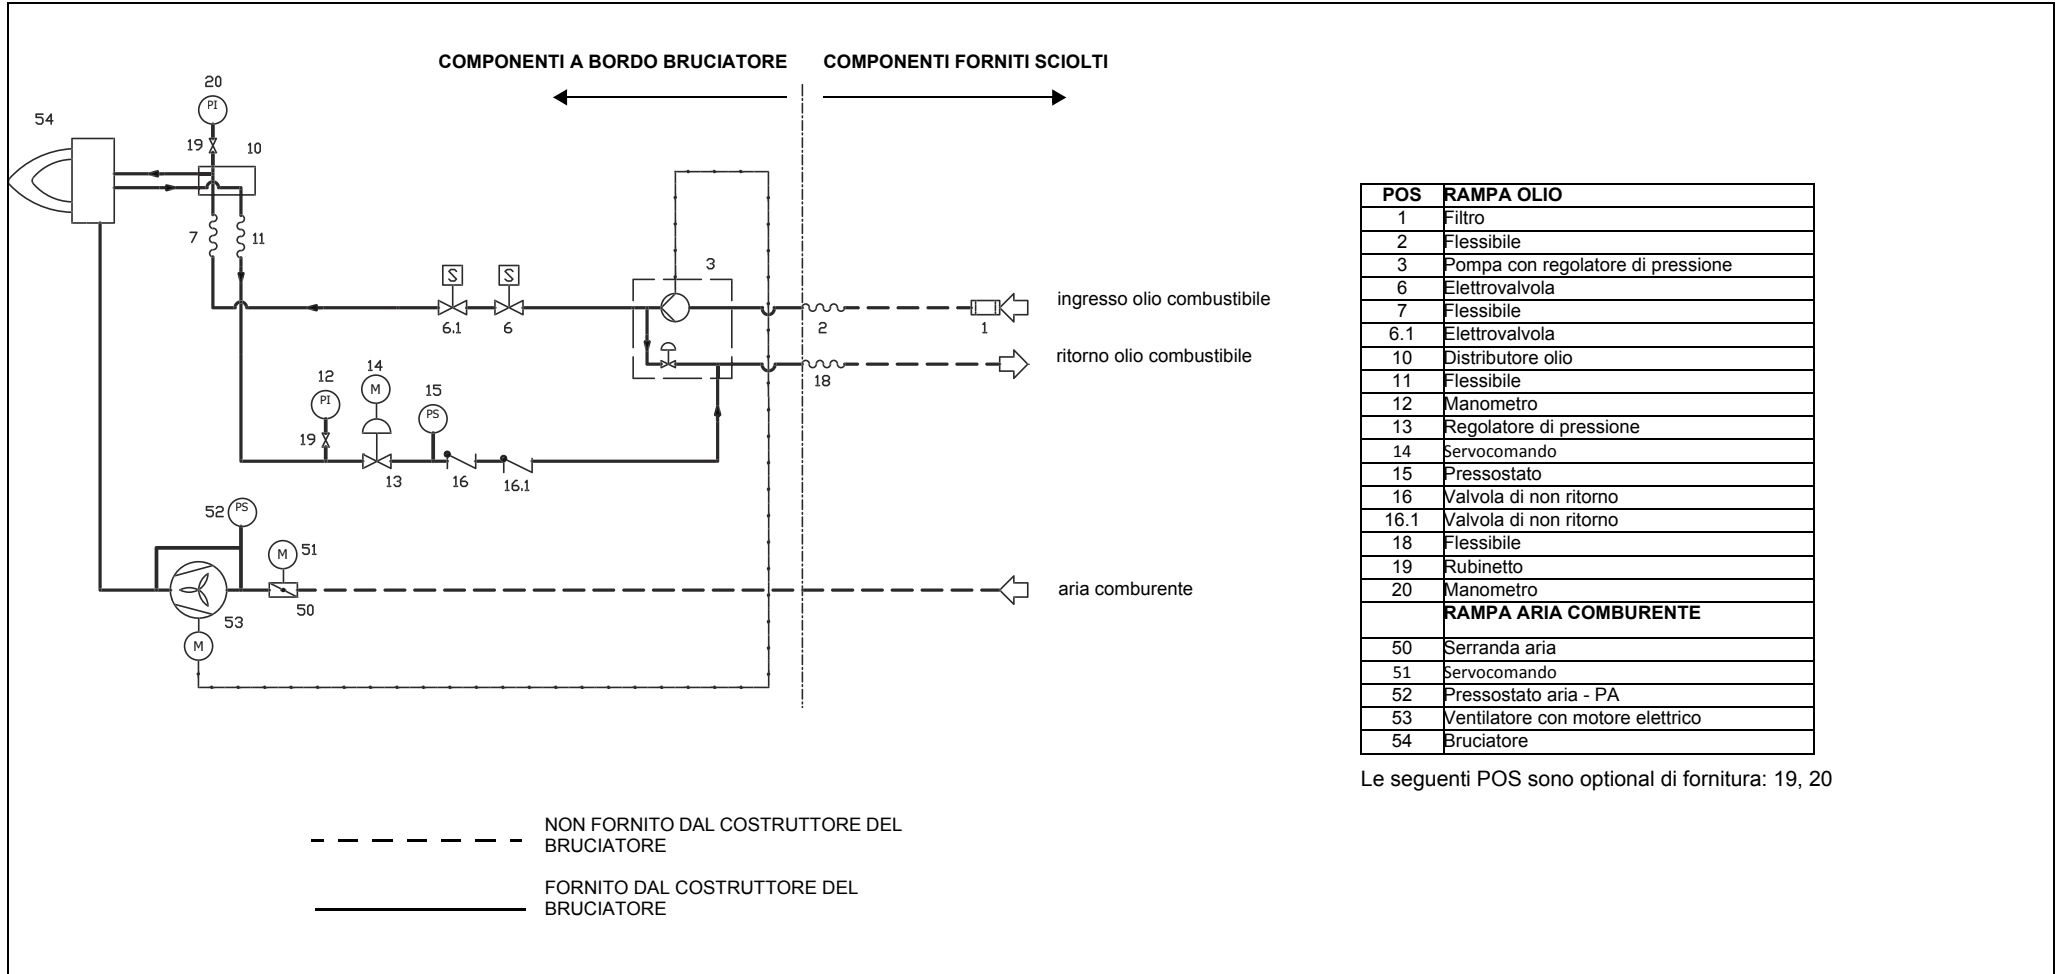 COMPONENTI A BORDO BRUCIATORE
COMPONENTI FORNITI SCIOLTI
20
PI
54
19
10
7
11
3
S
S
6.1
6
2
1
ingresso olio combustibile
ritorno olio combustibile
18
12
PI
14
M
15
PS
19
13
16
16.1
52
PS
M
51
50
53
M
aria comburente
POS RAMPA OLIO
1 Filtro
2 Flessibile
3 Pompa con regolatore di pressione
6 Elettrovalvola
7 Flessibile
6.1 Elettrovalvola
10 Distributore olio
11 Flessibile
12 Manometro
13 Regolatore di pressione
14 Servocomando
15 Pressostato
16 Valvola di non ritorno
16.1 Valvola di non ritorno
18 Flessibile
19 Rubinetto
20 Manometro
RAMPA ARIA COMBURENTE
50 Serranda aria
51 Servocomando
52 Pressostato aria - PA
53 Ventilatore con motore elettrico
54 Bruciatore
Le seguenti POS sono optional di fornitura: 19, 20
NON FORNITO DAL COSTRUTTORE DEL
BRUCIATORE
FORNITO DAL COSTRUTTORE DEL
BRUCIATORE